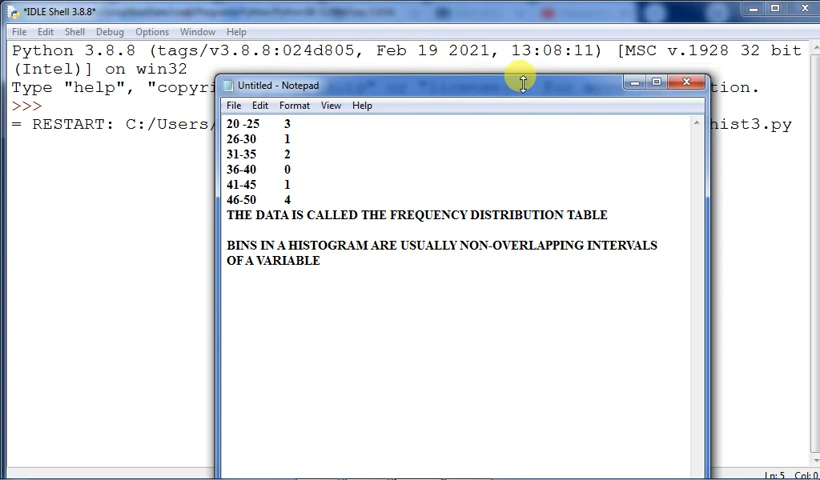 *IDLE Shell 3.8.8*
File Edit Shell Debug Options Window Help
Python 3.8.8 (tags/v3.8.8:024d805, Feb 19 2021, 13:08:11) [MSC v.1928 32 bit
(Intel)] on win32
Type "help", "copyr tion.
>>>
= RESTART: C:/Users/ hist3.py
Untitled - Notepad
File Edit Format View Help
20 -25 3
26-30 1
31-35 2
36-40 0
41-45 1
46-50 4
THE DATA IS CALLED THE FREQUENCY DISTRIBUTION TABLE
BINS IN A HISTOGRAM ARE USUALLY NON-OVERLAPPING INTERVALS
OF A VARIABLE
Ln: 5 Col: 0